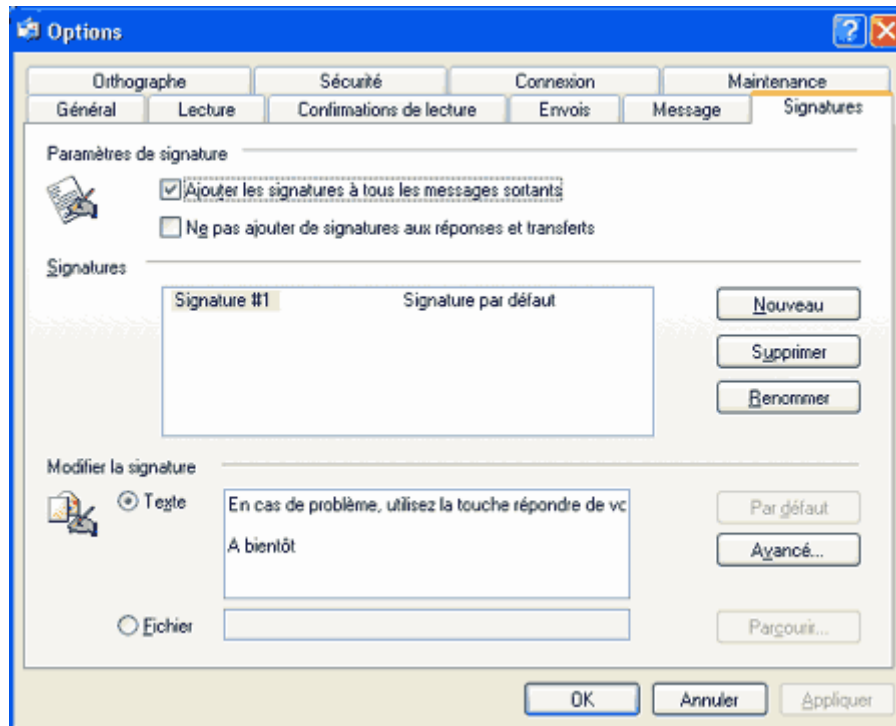 Options
Orthographe Sécurité Connexion Maintenance
Général Lecture Confirmations de lecture Envois Message Signatures
Paramètres de signature
Ajouter les signatures à tous les messages sortants
Ne pas ajouter de signatures aux réponses et transferts
Signatures
Signature #1 Signature par défaut
Nouveau
Supprimer
Renommer
Modifier la signature
Texte
En cas de problème, utilisez la touche répondre de vo
A bientôt
Par défaut
Avancé...
Fichier
Parcourir...
OK Annuler Appliquer